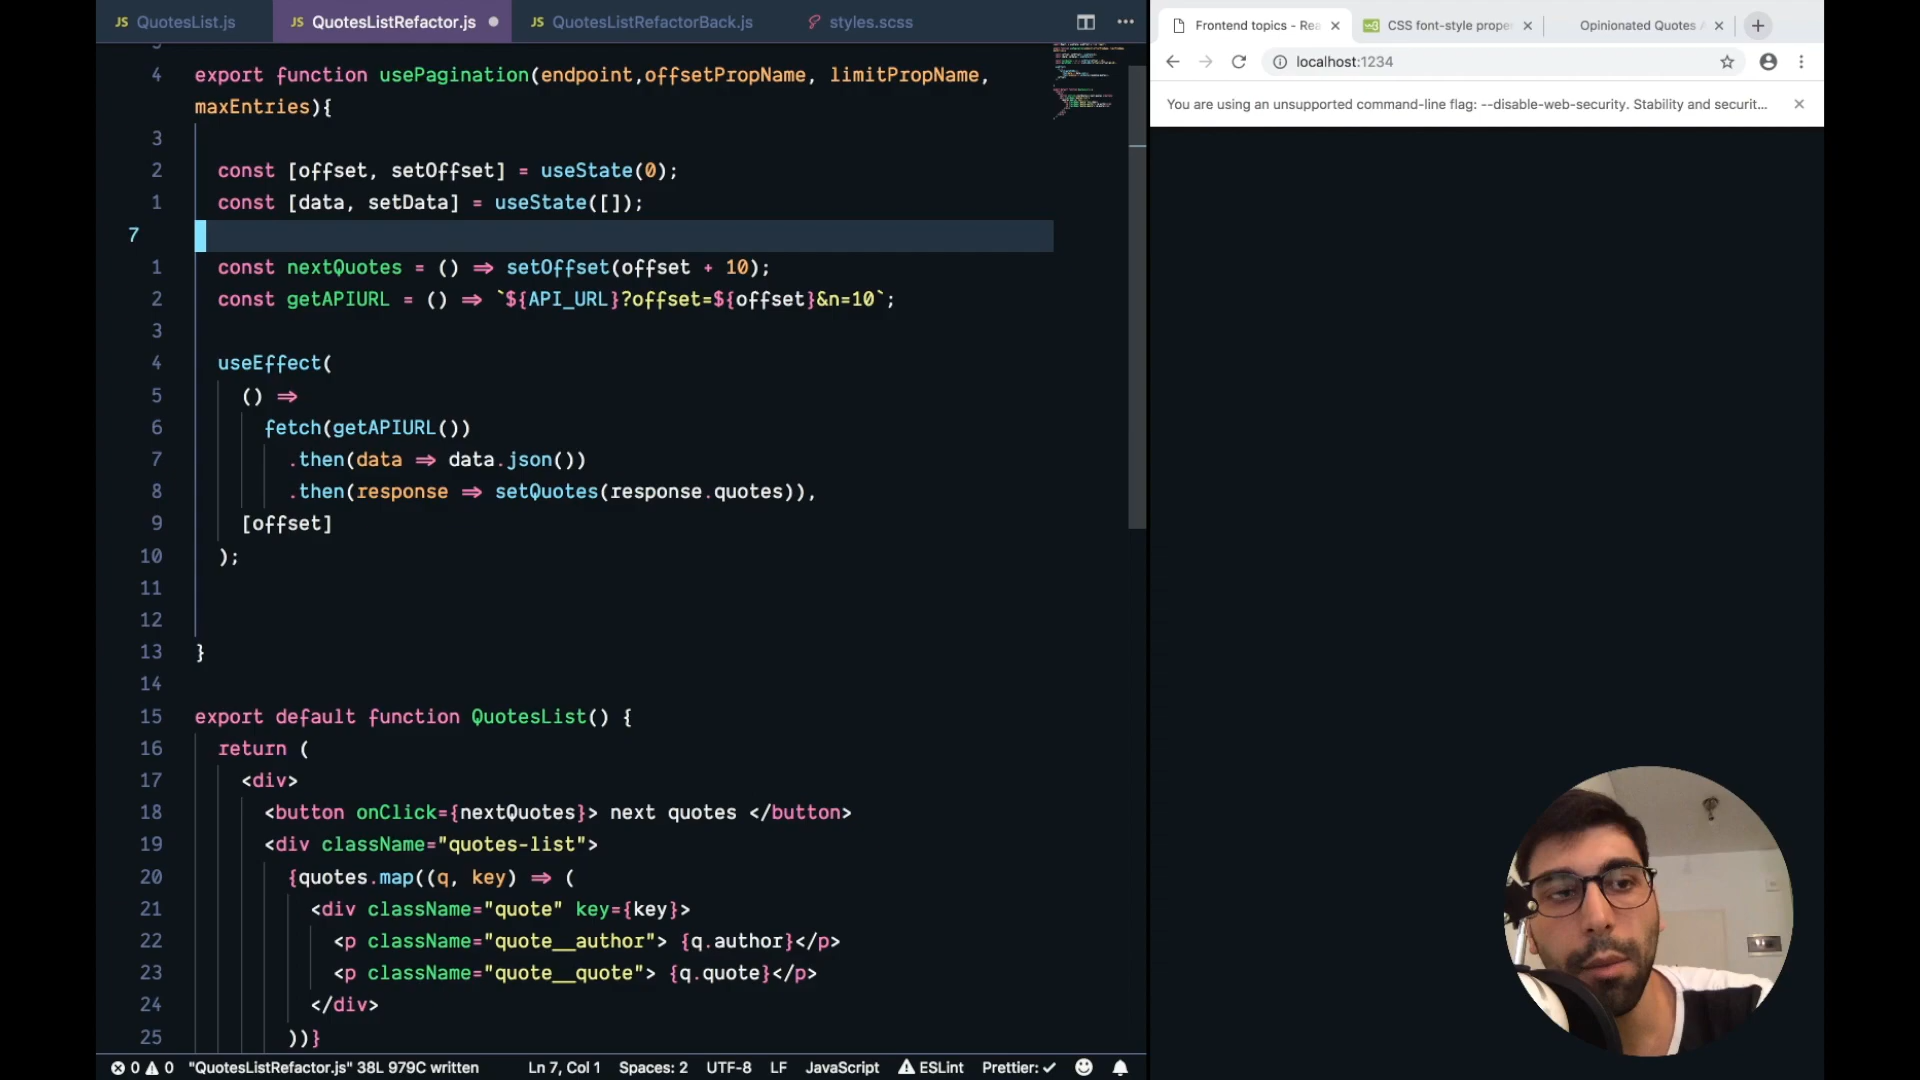 QuotesList.js
QuotesListRefactor.js
QuotesListRefactorBack.js
styles.scss
4 export function usePagination(endpoint,offsetPropName, limitPropName,
maxEntries){
3
2 const [offset, setOffset] = useState(0);
1 const [data, setData] = useState([]);
7
1 const nextQuotes = () ⇒ setOffset(offset + 10);
2 const getAPIURL = () ⇒ `${API_URL}?offset=${offset}&n=10`;
3
4 useEffect(
5 () ⇒
6 fetch(getAPIURL())
7 .then(data ⇒ data.json())
8 .then(response ⇒ setQuotes(response.quotes)),
9 [offset]
10 );
11
12
13 }
14
15 export default function QuotesList() {
16 return (
17 <div>
18 <button onClick={nextQuotes}> next quotes </button>
19 <div className="quotes-list">
20 {quotes.map((q, key) ⇒ (
21 <div className="quote" key={key}>
22 <p className="quote__author"> {q.author}</p>
23 <p className="quote__quote"> {q.quote}</p>
24 </div>
25 ))}
0 0 "QuotesListRefactor.js" 38L 979C written Ln 7, Col 1 Spaces: 2 UTF-8 LF JavaScript ESLint Prettier: ✓
Frontend topics - Rea
CSS font-style prope
Opinionated Quotes
localhost:1234
You are using an unsupported command-line flag: --disable-web-security. Stability and securit...